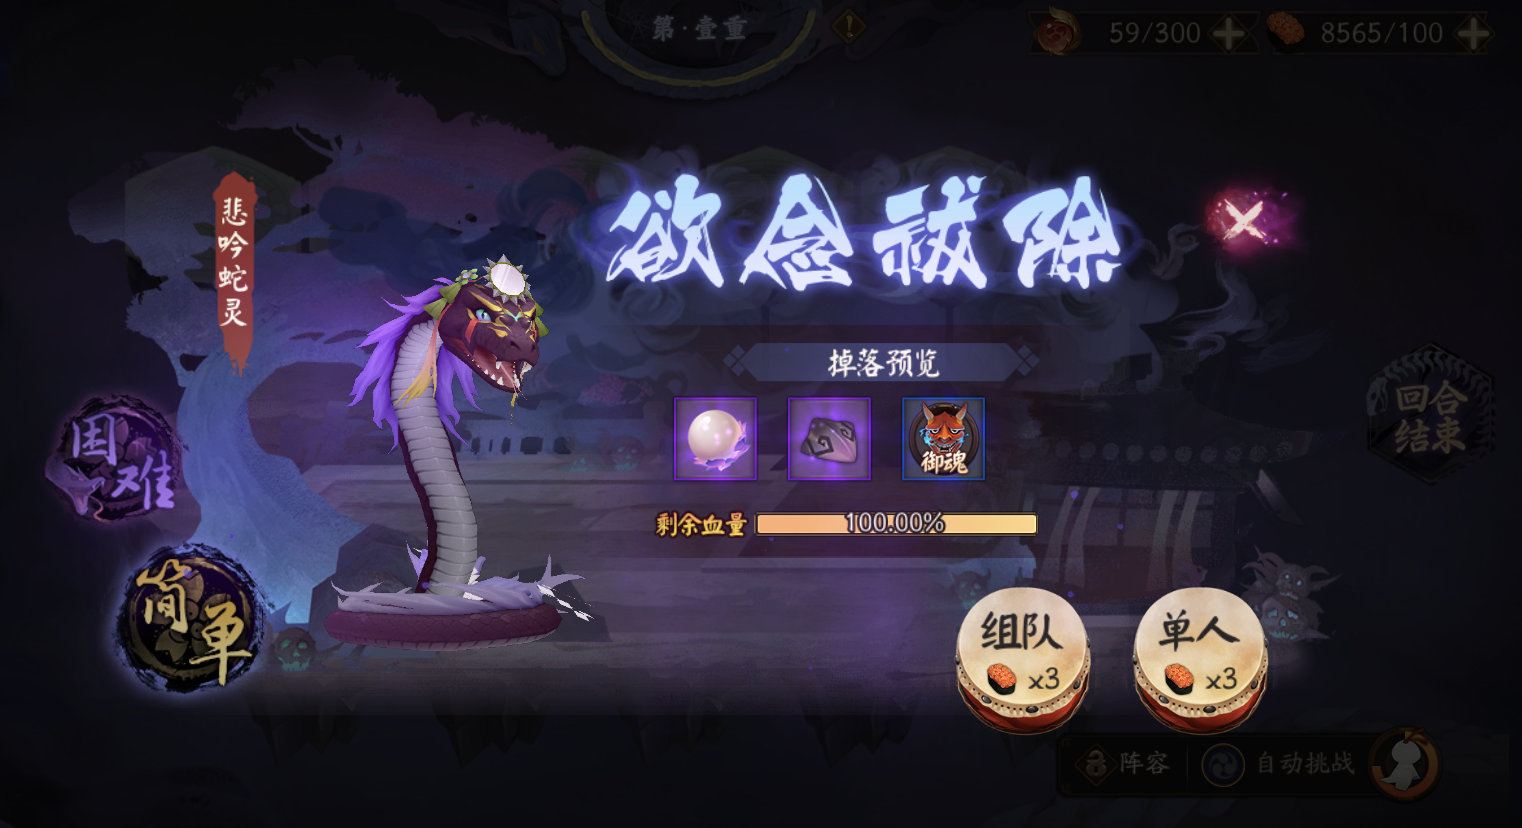 第·壹重
59/300
8565/100
悲吟蛇灵
欲念祓除
掉落预览
御魂
剩余血量 100.00%
困难
简单
回合
结束
组队
x3
单人
x3
阵容
自动挑战